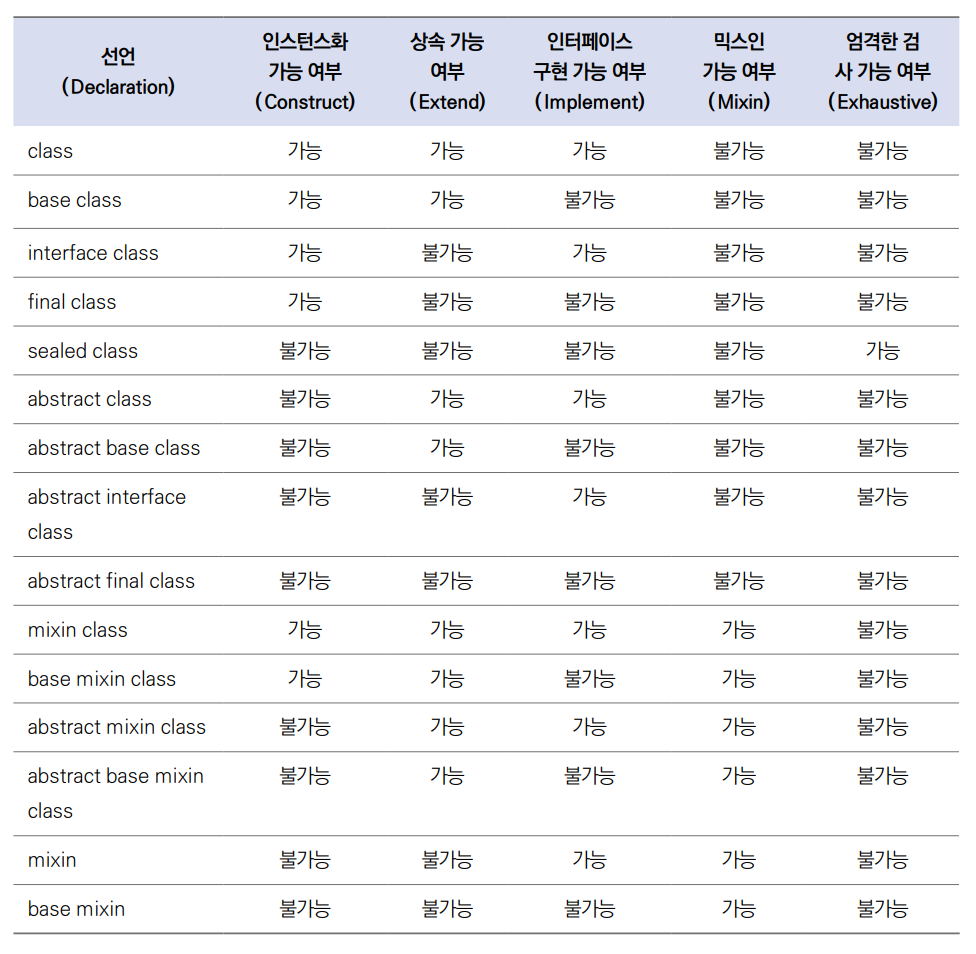 선언
(Declaration)
인스턴스화
가능 여부
(Construct)
상속 가능
여부
(Extend)
인터페이스
구현 가능 여부
(Implement)
믹스인
가능 여부
(Mixin)
엄격한 검
사 가능 여부
(Exhaustive)
class 가능 가능 가능 불가능 불가능
base class 가능 가능 불가능 불가능 불가능
interface class 가능 불가능 가능 불가능 불가능
final class 가능 불가능 불가능 불가능 불가능
sealed class 불가능 불가능 불가능 불가능 가능
abstract class 불가능 가능 가능 불가능 불가능
abstract base class 불가능 가능 불가능 불가능 불가능
abstract interface 불가능 불가능 가능 불가능 불가능
class
abstract final class 불가능 불가능 불가능 불가능 불가능
mixin class 가능 가능 가능 가능 불가능
base mixin class 가능 가능 불가능 가능 불가능
abstract mixin class 불가능 가능 가능 가능 불가능
abstract base mixin 불가능 가능 불가능 가능 불가능
class
mixin 불가능 불가능 가능 가능 불가능
base mixin 불가능 불가능 불가능 가능 불가능